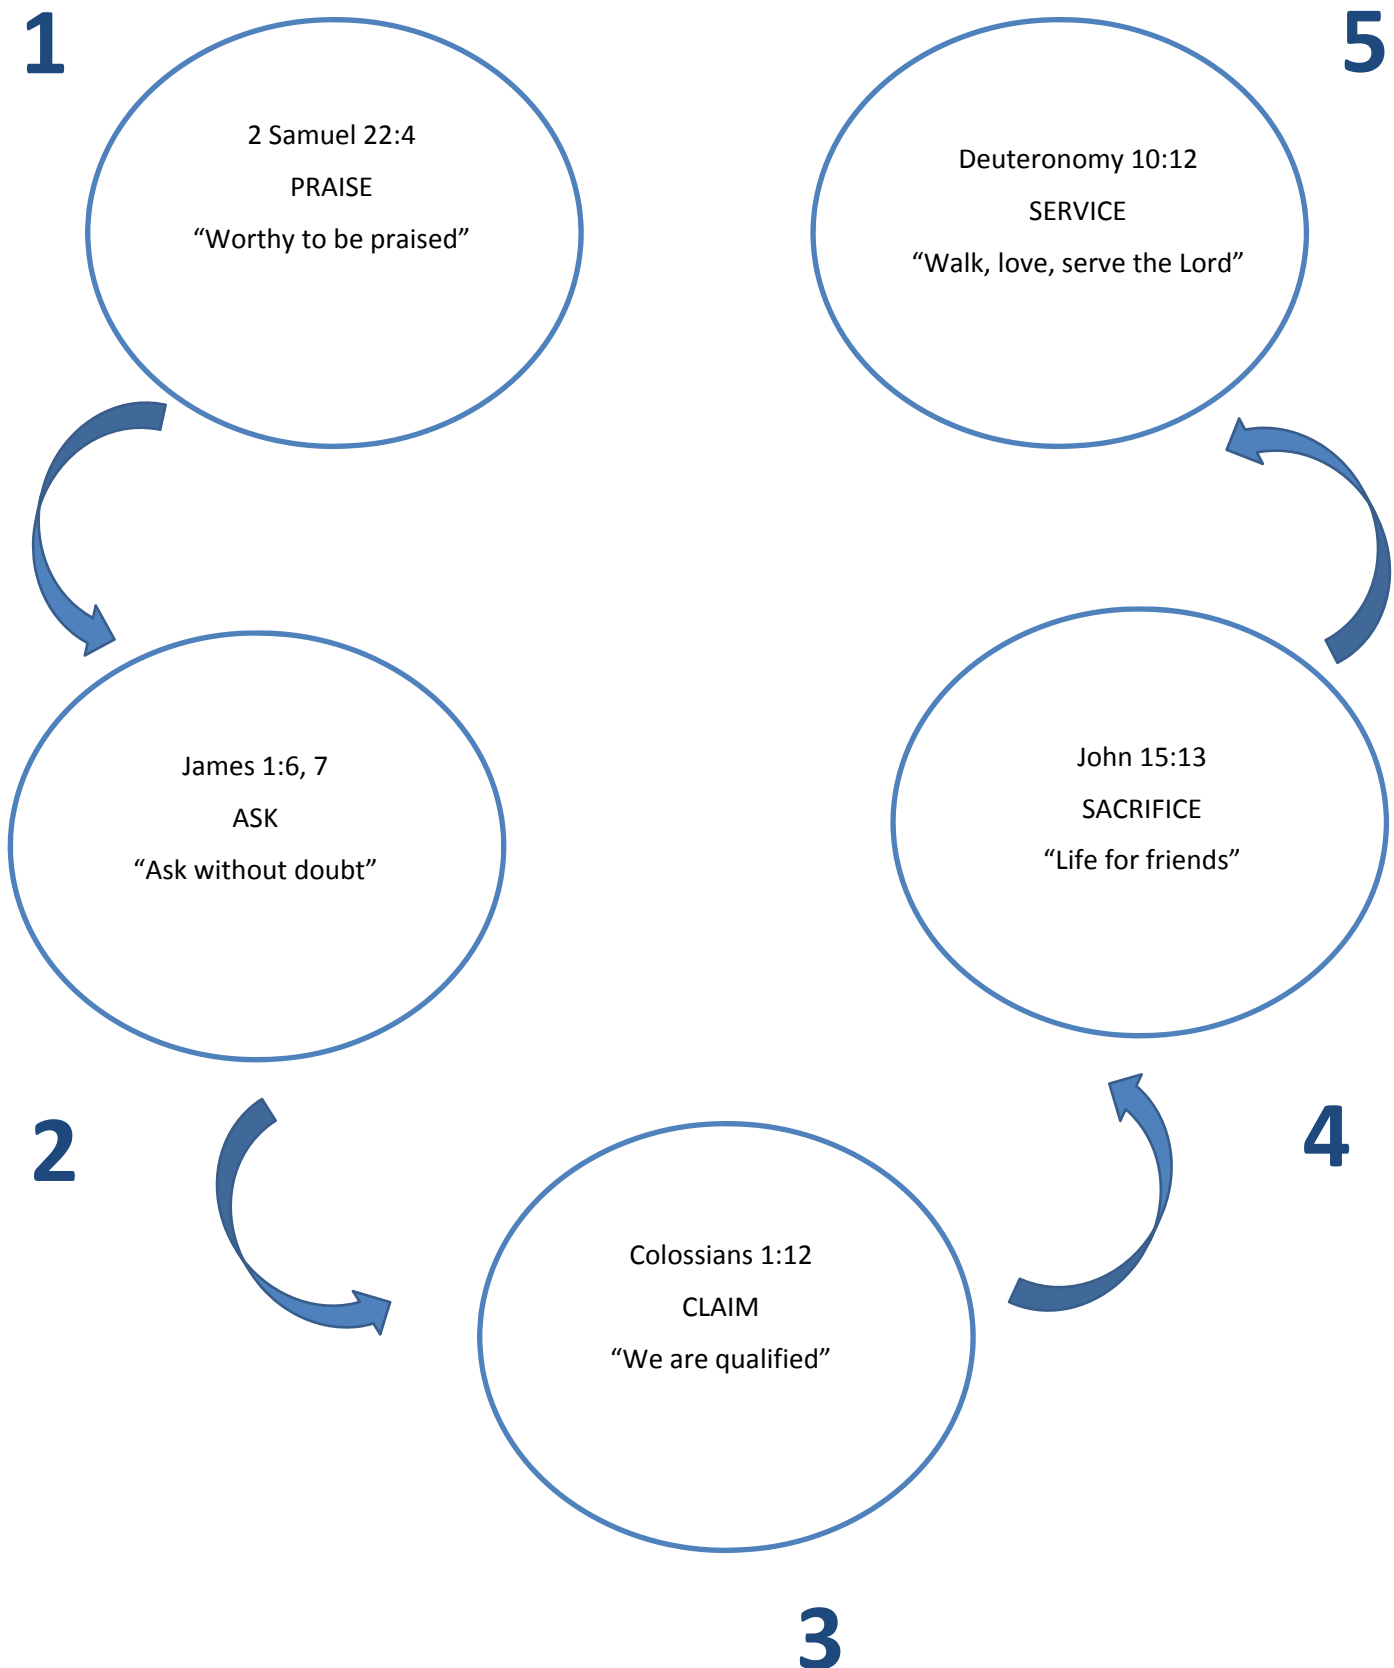 1
2 Samuel 22:4
PRAISE
“Worthy to be praised”
5
Deuteronomy 10:12
SERVICE
“Walk, love, serve the Lord”
James 1:6, 7
ASK
“Ask without doubt”
2
John 15:13
SACRIFICE
“Life for friends”
4
Colossians 1:12
CLAIM
“We are qualified”
3